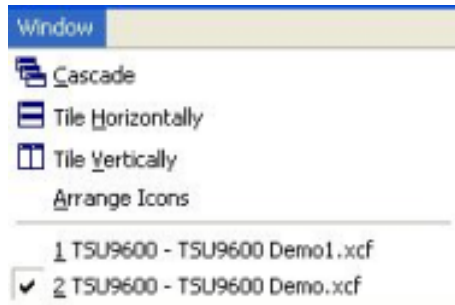 Window
Cascade
Tile Horizontally
Tile Vertically
Arrange Icons
1 TSU9600 - TSU9600 Demo1.xcf
2 TSU9600 - TSU9600 Demo.xcf